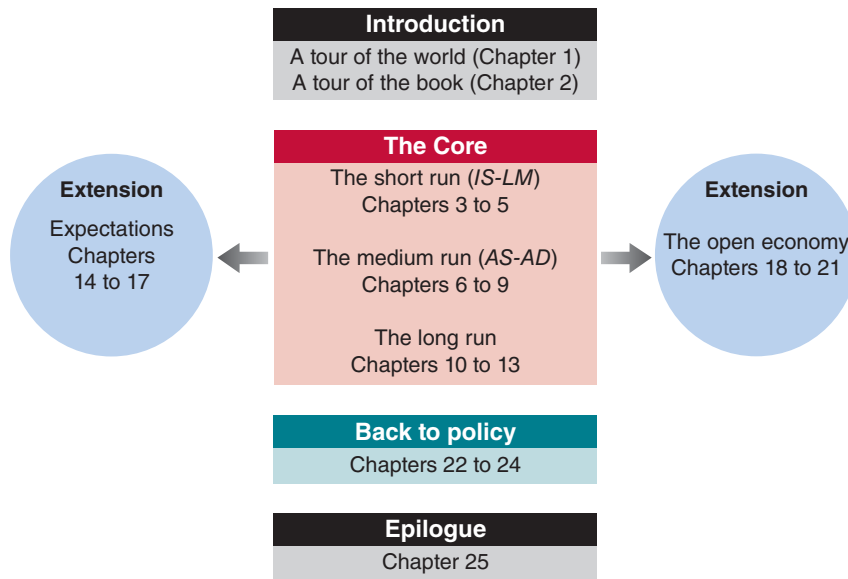 Introduction
A tour of the world (Chapter 1)
A tour of the book (Chapter 2)
The Core
The short run (IS-LM)
Chapters 3 to 5
The medium run (AS-AD)
Chapters 6 to 9
The long run
Chapters 10 to 13
Extension
Expectations
Chapters
14 to 17
Extension
The open economy
Chapters 18 to 21
Back to policy
Chapters 22 to 24
Epilogue
Chapter 25